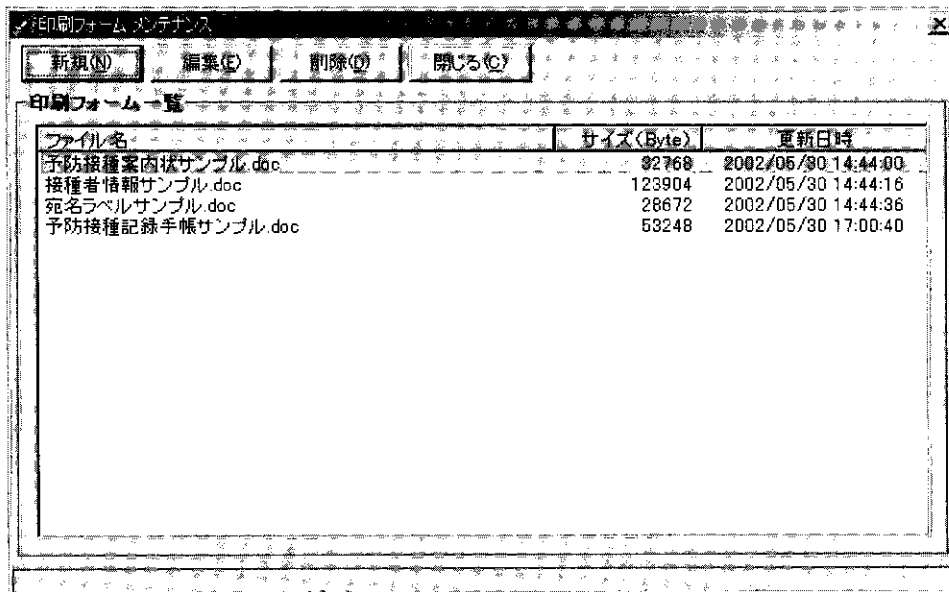 印刷フォーム メンテナンス
新規(N) 編集(E) 削除(D) 閉じる(C)
印刷フォーム一覧
ファイル名 サイズ(Byte) 更新日時
予防接種案内状サンプル.doc 32768 2002/05/30 14:44:00
接種者情報サンプル.doc 123904 2002/05/30 14:44:16
宛名ラベルサンプル.doc 28672 2002/05/30 14:44:36
予防接種記録手帳サンプル.doc 53248 2002/05/30 17:00:40